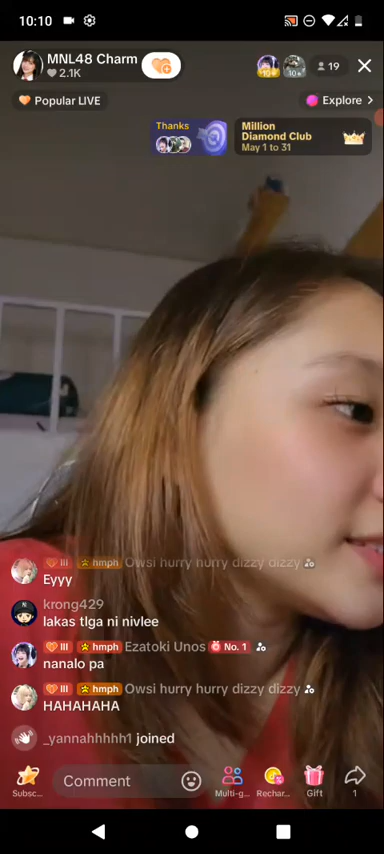 10:10
MNL48 Charm
2.1K
19
Popular LIVE
Explore
Thanks
Million
Diamond Club
May 1 to 31
III hmph Owsi hurry hurry dizzy dizzy
Eyyy
krong429
lakas tlga ni nivlee
III hmph Ezatoki Unos No. 1
nanalo pa
III hmph Owsi hurry hurry dizzy dizzy
HAHAHAHA
_yannahhhhh1 joined
Comment
Subsc... Multi-g... Rechar... Gift 1